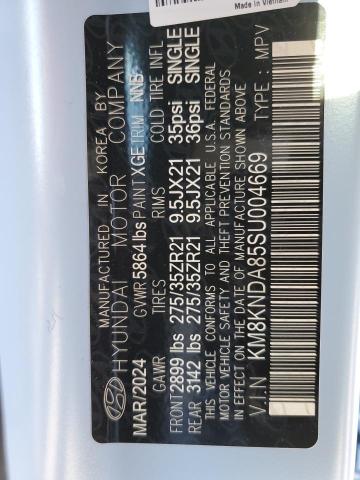 Made in Vietnam
MANUFACTURED IN KOREA BY
HYUNDAI MOTOR COMPANY
MAR/2024 GVWR 5864 lbs PAINT XGE TRIM NNB
GAWR TIRES RIMS COLD TIRE INFL
FRONT 2899 lbs 275/35ZR21 9.5JX21 35psi SINGLE
REAR 3142 lbs 275/35ZR21 9.5JX21 36psi SINGLE
THIS VEHICLE CONFORMS TO ALL APPLICABLE U.S.A. FEDERAL
MOTOR VEHICLE SAFETY, BUMPER, AND THEFT PREVENTION STANDARDS
IN EFFECT ON THE DATE OF MANUFACTURE SHOWN ABOVE.
V.I.N : KM8KNDA85SU004669 TYPE : MPV